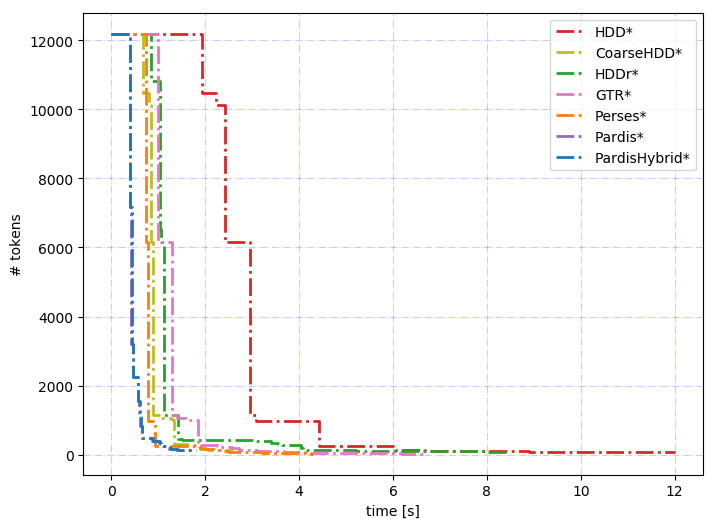 HDD*
CoarseHDD*
HDDr*
GTR*
Perses*
Pardis*
PardisHybrid*
12000
10000
8000
6000
4000
2000
0
# tokens
0 2 4 6 8 10 12
time [s]